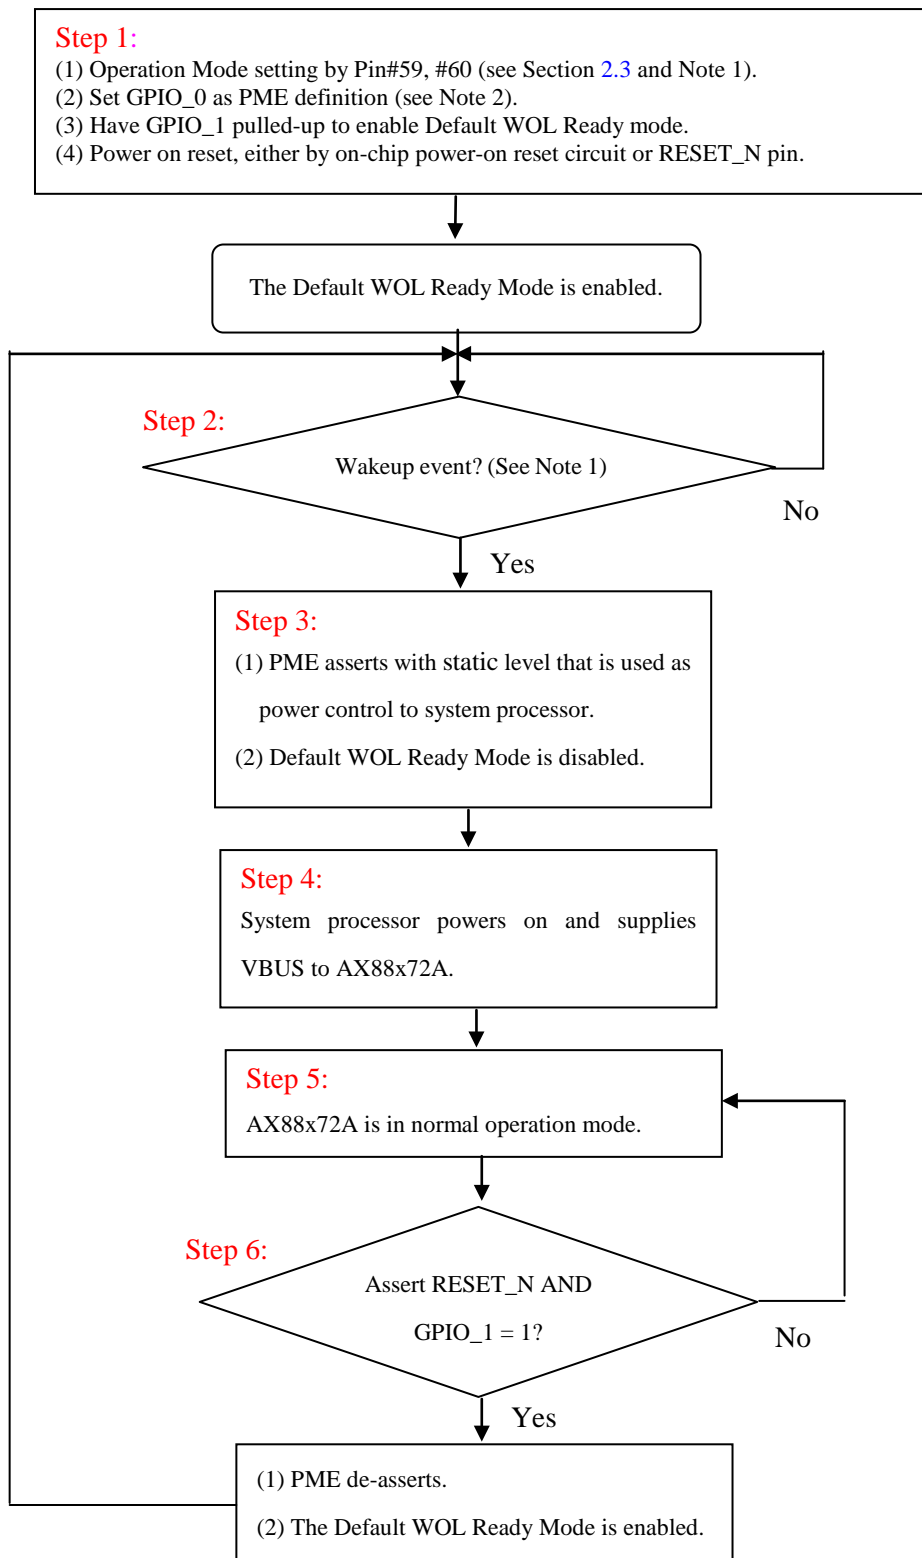 Step 1:
(1) Operation Mode setting by Pin#59, #60 (see Section 2.3 and Note 1).
(2) Set GPIO_0 as PME definition (see Note 2).
(3) Have GPIO_1 pulled-up to enable Default WOL Ready mode.
(4) Power on reset, either by on-chip power-on reset circuit or RESET_N pin.
The Default WOL Ready Mode is enabled.
Step 2:
Wakeup event? (See Note 1)
No
Yes
Step 3:
(1) PME asserts with static level that is used as
power control to system processor.
(2) Default WOL Ready Mode is disabled.
Step 4:
System processor powers on and supplies
VBUS to AX88x72A.
Step 5:
AX88x72A is in normal operation mode.
Step 6:
Assert RESET_N AND
GPIO_1 = 1?
No
Yes
(1) PME de-asserts.
(2) The Default WOL Ready Mode is enabled.